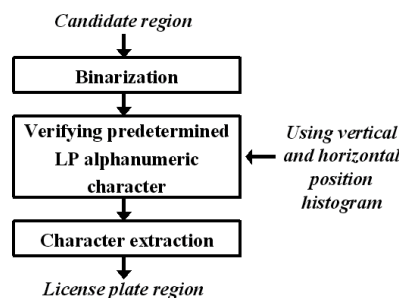 Candidate region
Binarization
Verifying predetermined
LP alphanumeric
character
Using vertical
and horizontal
position
histogram
Character extraction
License plate region